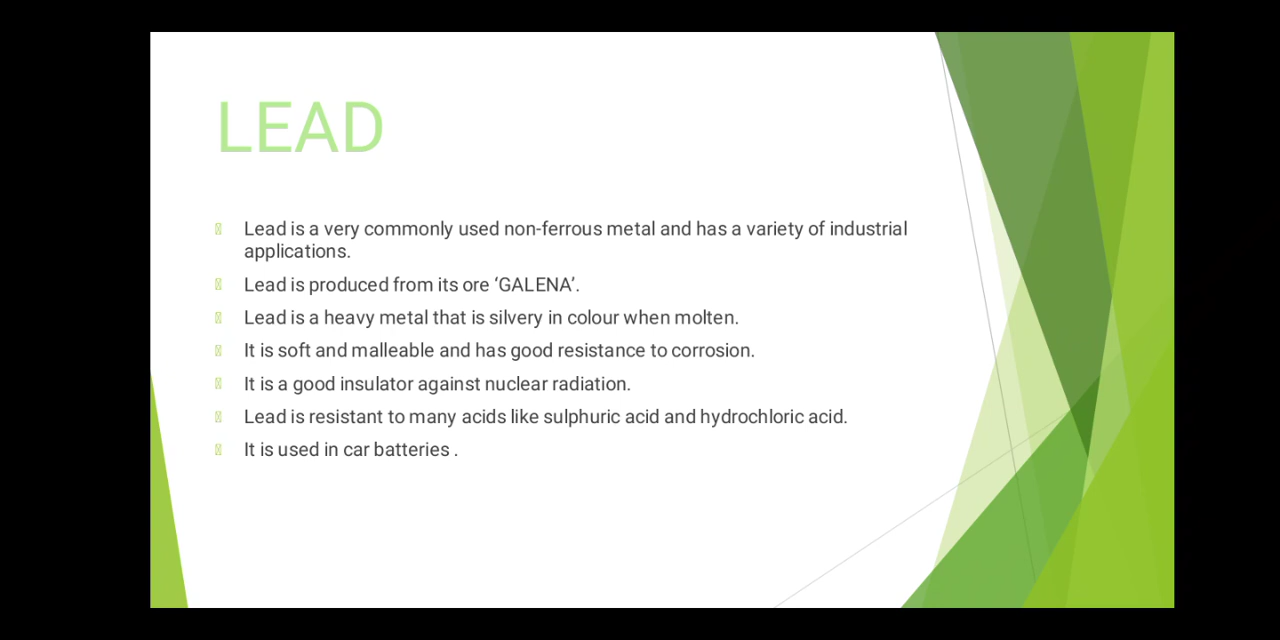 LEAD
Lead is a very commonly used non-ferrous metal and has a variety of industrial
applications.
Lead is produced from its ore ‘GALENA’.
Lead is a heavy metal that is silvery in colour when molten.
It is soft and malleable and has good resistance to corrosion.
It is a good insulator against nuclear radiation.
Lead is resistant to many acids like sulphuric acid and hydrochloric acid.
It is used in car batteries .